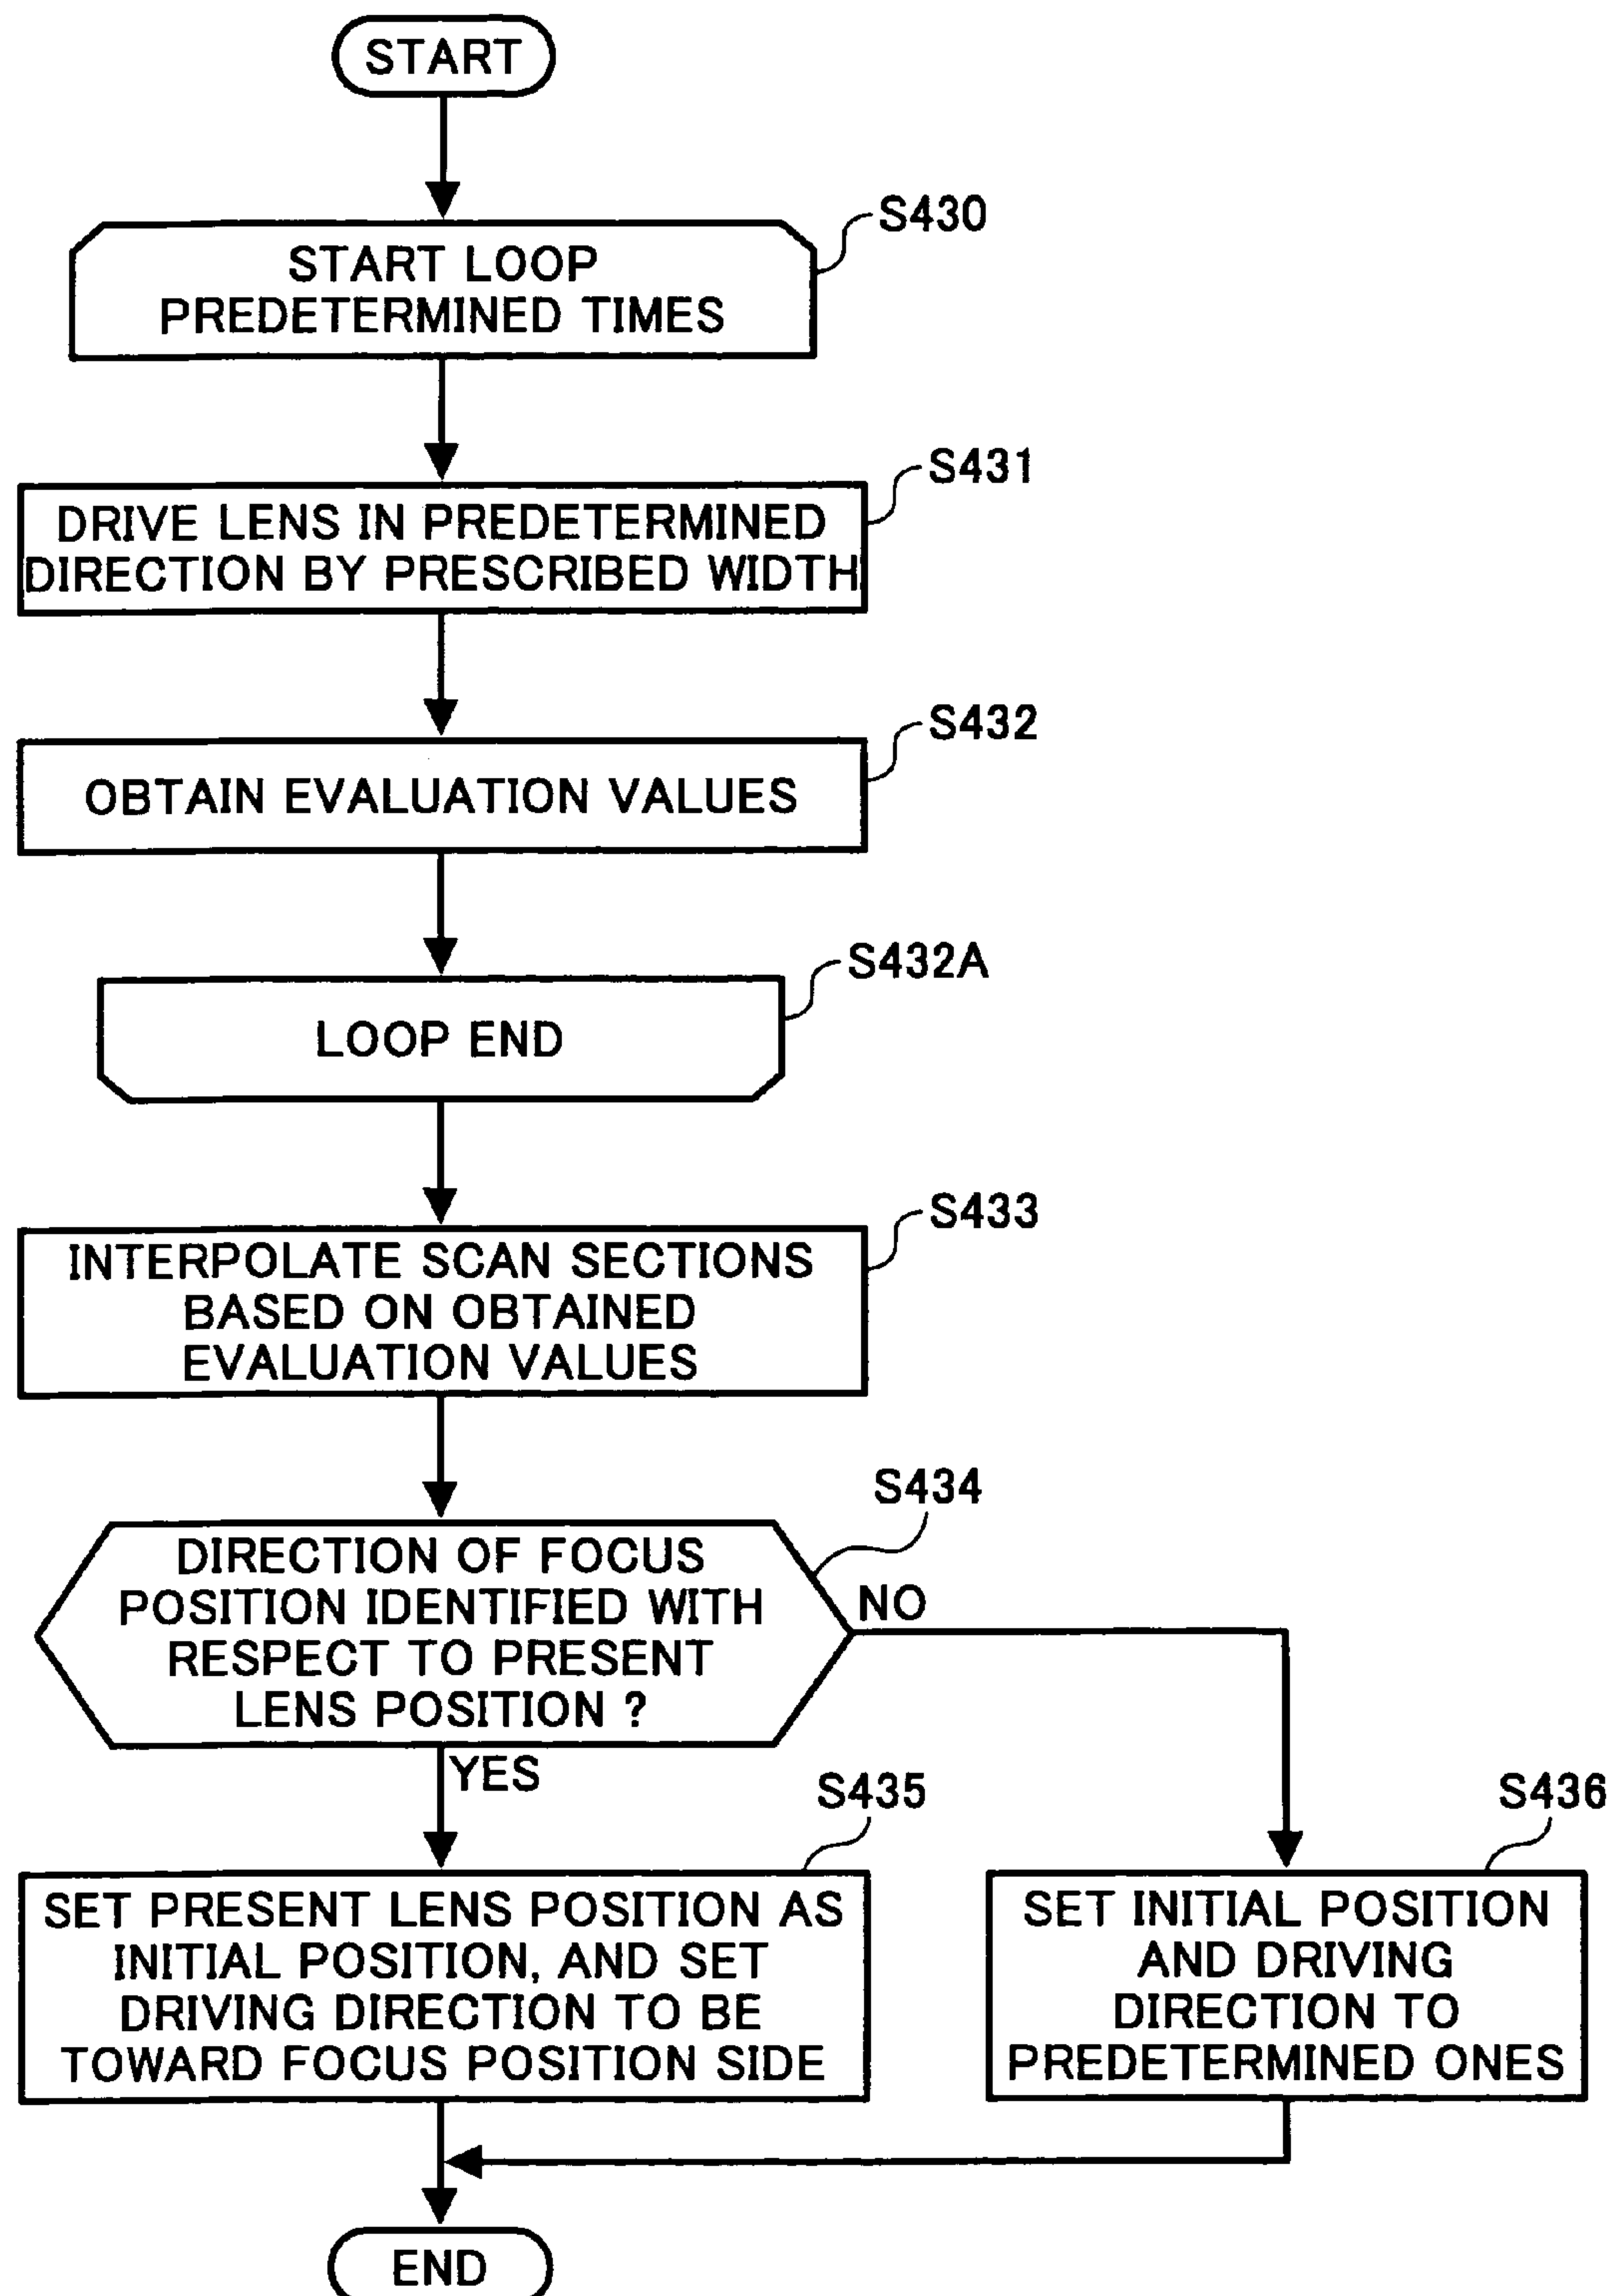 START
S430
START LOOP
PREDETERMINED TIMES
S431
DRIVE LENS IN PREDETERMINED
DIRECTION BY PRESCRIBED WIDTH
S432
OBTAIN EVALUATION VALUES
S432A
LOOP END
S433
INTERPOLATE SCAN SECTIONS
BASED ON OBTAINED
EVALUATION VALUES
S434
DIRECTION OF FOCUS
POSITION IDENTIFIED WITH
RESPECT TO PRESENT
LENS POSITION ?
NO
YES
S435
SET PRESENT LENS POSITION AS
INITIAL POSITION, AND SET
DRIVING DIRECTION TO BE
TOWARD FOCUS POSITION SIDE
S436
SET INITIAL POSITION
AND DRIVING
DIRECTION TO
PREDETERMINED ONES
END